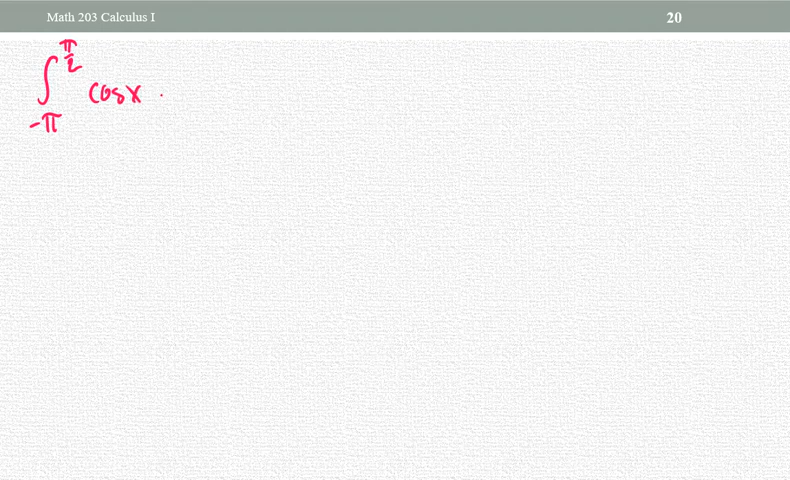 Math 203 Calculus I 20
∫_{-π}^{π/2} cos x .